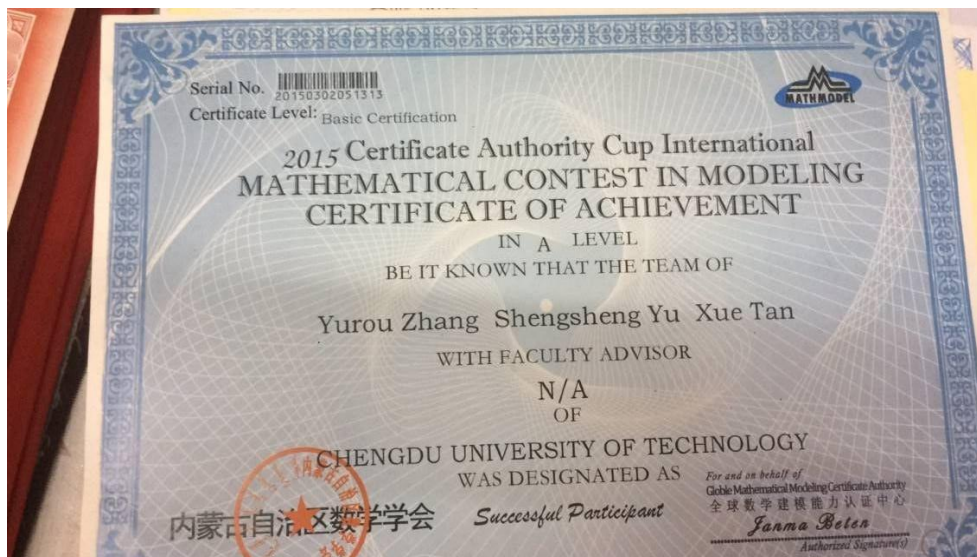 Serial No.
20150302051313
Certificate Level: Basic Certification
MATHMODEL
2015 Certificate Authority Cup International
MATHEMATICAL CONTEST IN MODELING
CERTIFICATE OF ACHIEVEMENT
IN A LEVEL
BE IT KNOWN THAT THE TEAM OF
Yurou Zhang Shengsheng Yu Xue Tan
WITH FACULTY ADVISOR
N/A
OF
CHENGDU UNIVERSITY OF TECHNOLOGY
WAS DESIGNATED AS
Successful Participant
内蒙古自治区数学学会
For and on behalf of
Globle Mathematical Modeling Certificate Authority
全球数学建模能力认证中心
Janma Beten
Authorized Signature(s)